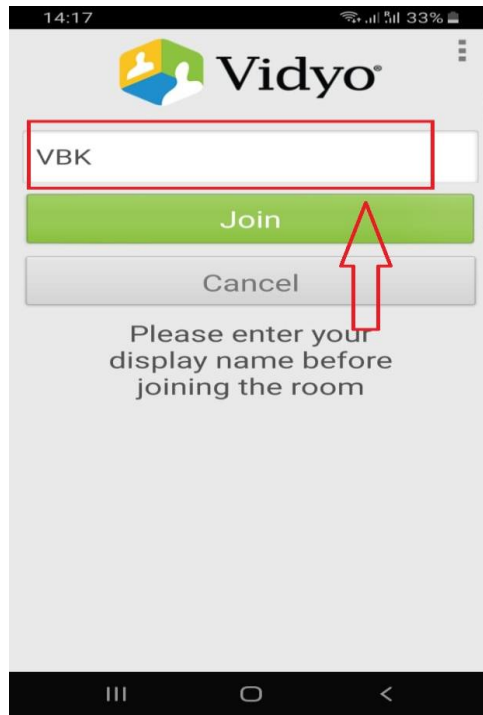 14:17 33%
Vidyo®
VBK
Join
Cancel
Please enter your
display name before
joining the room